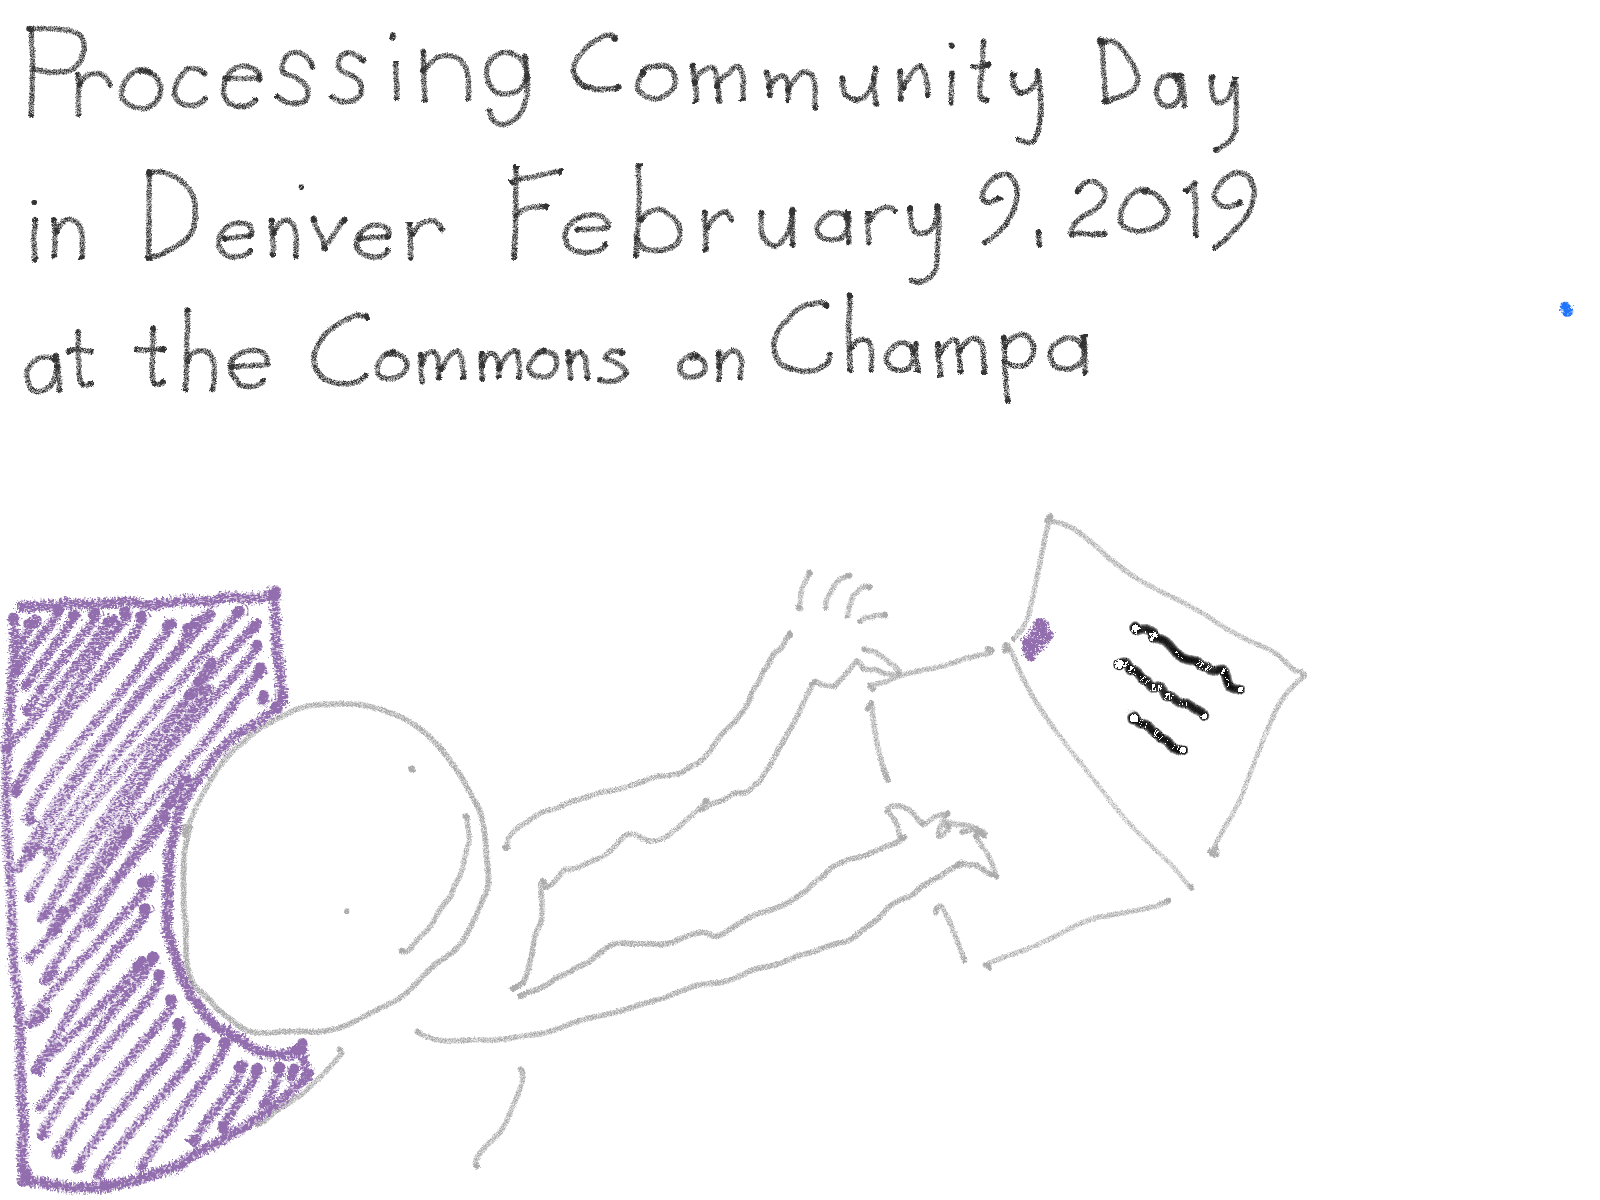 Processing Community Day
in Denver February 9, 2019
at the Commons on Champa